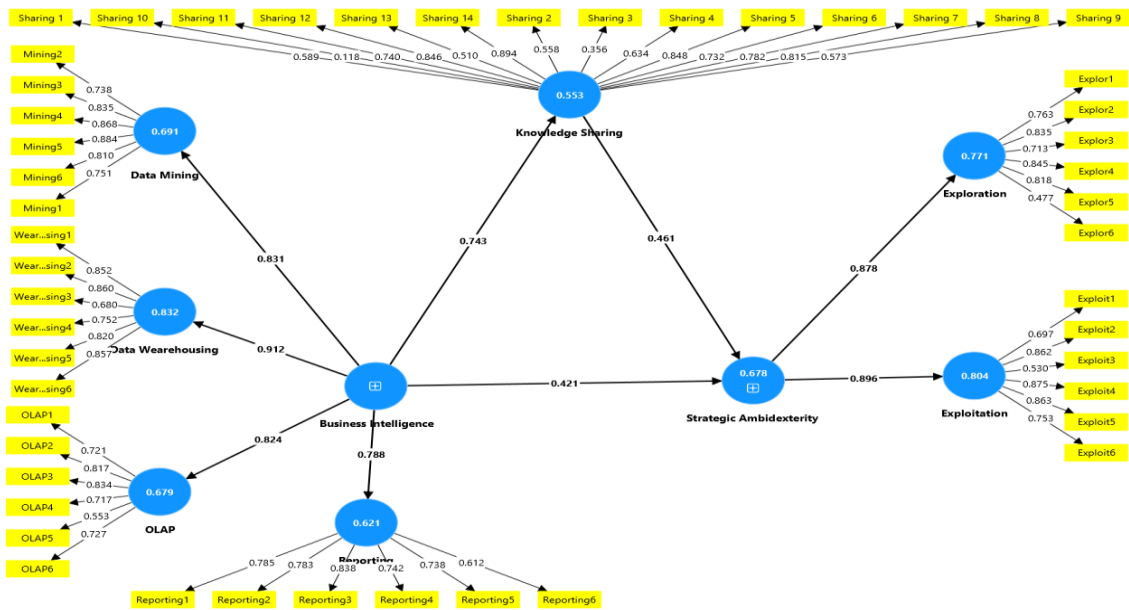 Sharing 1 Sharing 10 Sharing 11 Sharing 12 Sharing 13 Sharing 14 Sharing 2 Sharing 3 Sharing 4 Sharing 5 Sharing 6 Sharing 7 Sharing 8 Sharing 9
0.589 0.118 0.740 0.846 0.510 0.894 0.558 0.356 0.634 0.848 0.732 0.782 0.815 0.573
0.553
Knowledge Sharing
Mining2
Mining3
Mining4
Mining5
Mining6
Mining1
0.738
0.835
0.868
0.884
0.810
0.751
0.691
Data Mining
Wear...sing1
Wear...sing2
Wear...sing3
Wear...sing4
Wear...sing5
Wear...sing6
0.852
0.860
0.680
0.752
0.820
0.857
0.832
Data Wearehousing
OLAP1
OLAP2
OLAP3
OLAP4
OLAP5
OLAP6
0.721
0.817
0.834
0.717
0.553
0.727
0.679
OLAP
0.831
0.912
0.824
0.788
0.743
0.421
Business Intelligence
0.621
Reporting
0.785 0.783 0.838 0.742 0.738 0.612
Reporting1 Reporting2 Reporting3 Reporting4 Reporting5 Reporting6
0.461
0.678
Strategic Ambidexterity
0.878
0.896
0.771
Exploration
0.763
0.835
0.713
0.845
0.818
0.477
Explor1
Explor2
Explor3
Explor4
Explor5
Explor6
0.804
Exploitation
0.697
0.862
0.530
0.875
0.863
0.753
Exploit1
Exploit2
Exploit3
Exploit4
Exploit5
Exploit6